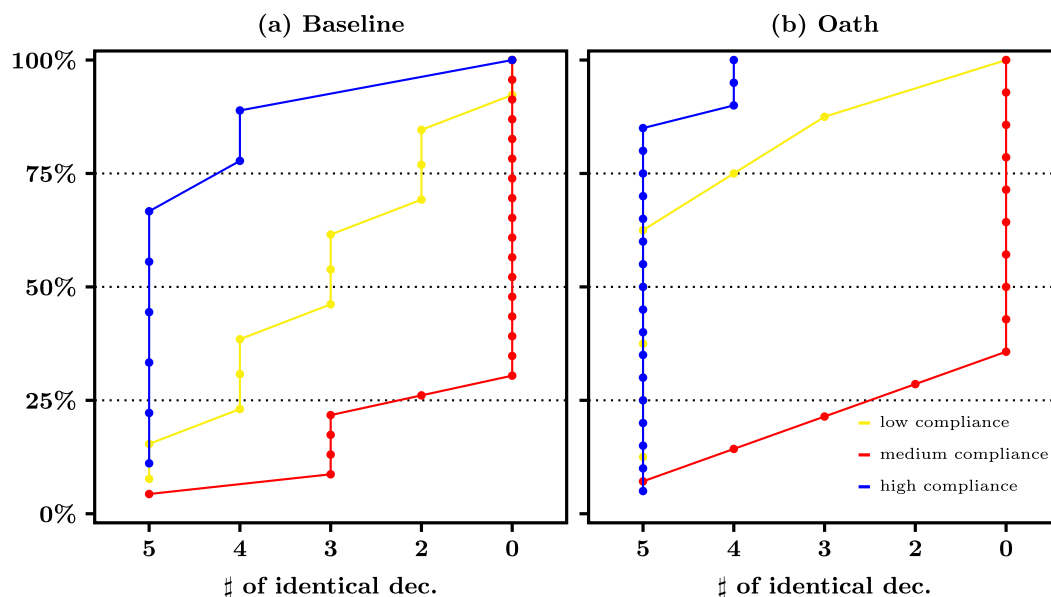 (a) Baseline
(b) Oath
100%
75%
50%
25%
0%
5 4 3 2 0
5 4 3 2 0
♯ of identical dec.
♯ of identical dec.
low compliance
medium compliance
high compliance